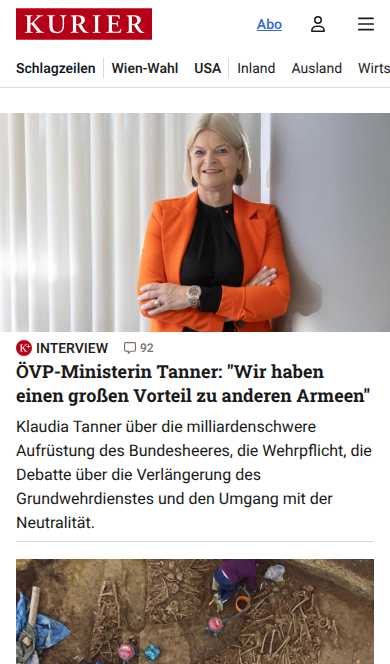 KURIER
Abo
Schlagzeilen
Wien-Wahl
USA
Inland
Ausland
Wirts
K+ INTERVIEW
92
ÖVP-Ministerin Tanner: "Wir haben
einen großen Vorteil zu anderen Armeen"
Klaudia Tanner über die milliardenschwere
Aufrüstung des Bundesheeres, die Wehrpflicht, die
Debatte über die Verlängerung des
Grundwehrdienstes und den Umgang mit der
Neutralität.